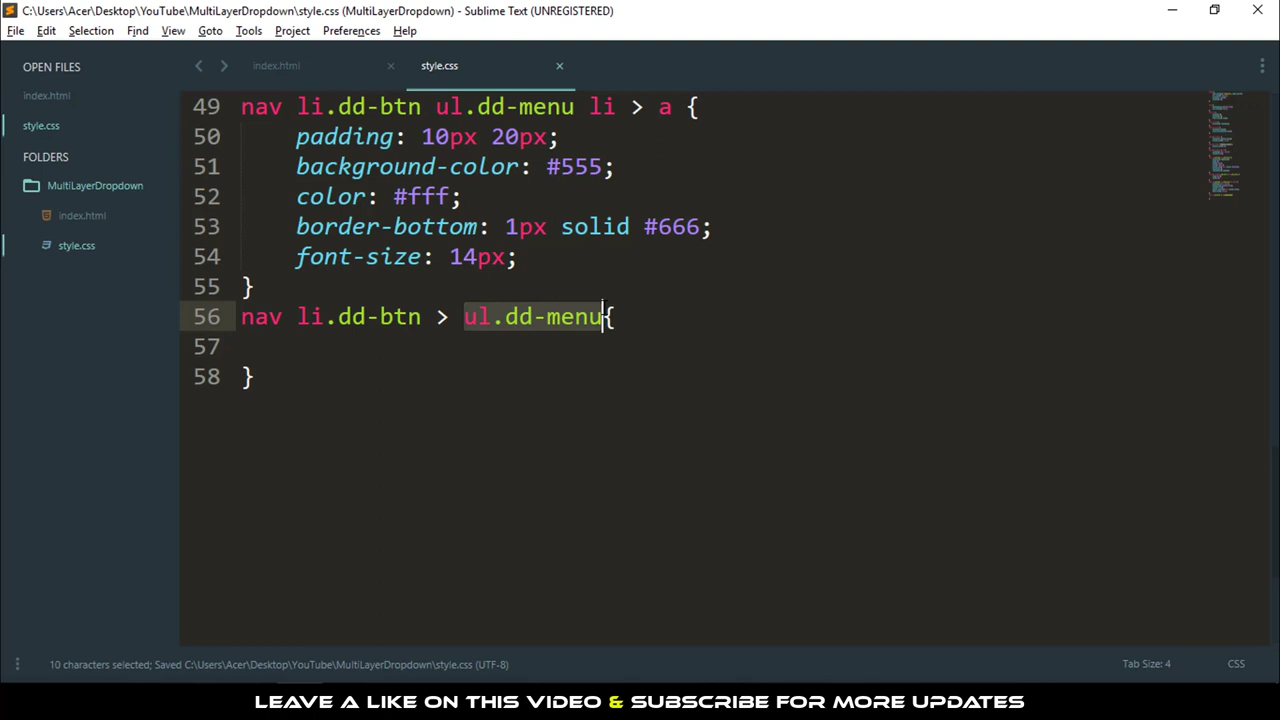 C:\Users\Acer\Desktop\YouTube\MultiLayerDropdown\style.css (MultiLayerDropdown) - Sublime Text (UNREGISTERED)
File Edit Selection Find View Goto Tools Project Preferences Help
OPEN FILES
index.html
style.css
FOLDERS
MultiLayerDropdown
index.html
style.css
index.html style.css
49 nav li.dd-btn ul.dd-menu li > a {
50 padding: 10px 20px;
51 background-color: #555;
52 color: #fff;
53 border-bottom: 1px solid #666;
54 font-size: 14px;
55 }
56 nav li.dd-btn > ul.dd-menu{
57
58 }
10 characters selected; Saved C:\Users\Acer\Desktop\YouTube\MultiLayerDropdown\style.css (UTF-8) Tab Size: 4 CSS
LEAVE A LIKE ON THIS VIDEO & SUBSCRIBE FOR MORE UPDATES